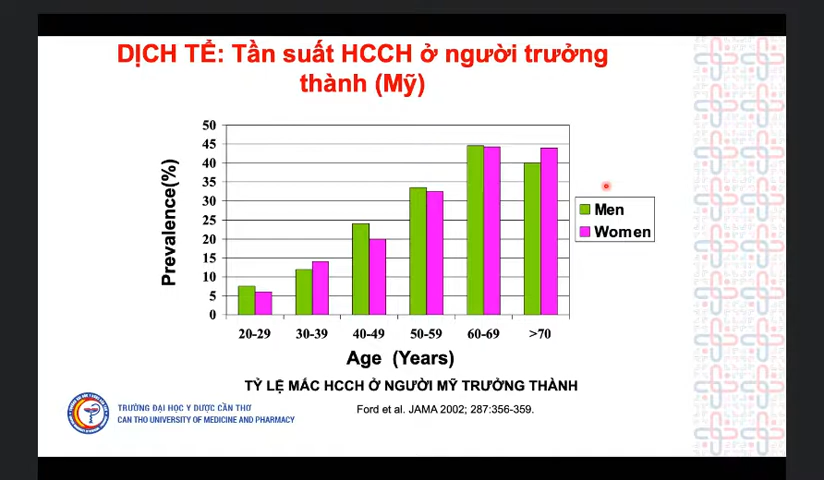 DỊCH TỂ: Tần suất HCCH ở người trưởng
thành (Mỹ)
50
45
40
35
30
25
20
15
10
5
0
Prevalence(%)
20-29 30-39 40-49 50-59 60-69 >70
Age (Years)
Men
Women
TỶ LỆ MẮC HCCH Ở NGƯỜI MỸ TRƯỞNG THÀNH
Ford et al. JAMA 2002; 287:356-359.
TRƯỜNG ĐẠI HỌC Y DƯỢC CẦN THƠ
CAN THO UNIVERSITY OF MEDICINE AND PHARMACY